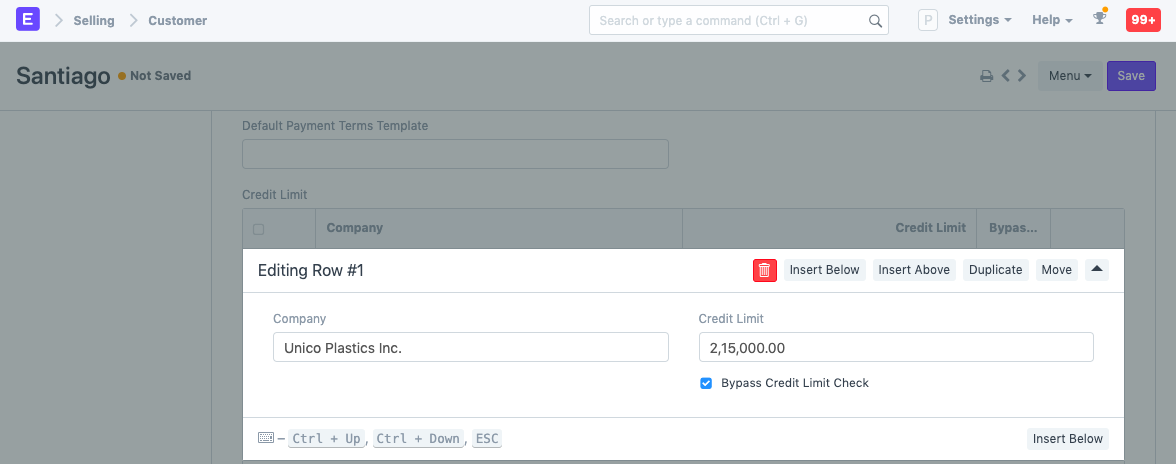 E Selling Customer Search or type a command (Ctrl + G) P Settings Help 99+
Santiago Not Saved Menu Save
Default Payment Terms Template
Credit Limit
Company Credit Limit Bypas...
Editing Row #1 Insert Below Insert Above Duplicate Move
Company Credit Limit
Unico Plastics Inc. 2,15,000.00
Bypass Credit Limit Check
– Ctrl + Up, Ctrl + Down, ESC Insert Below